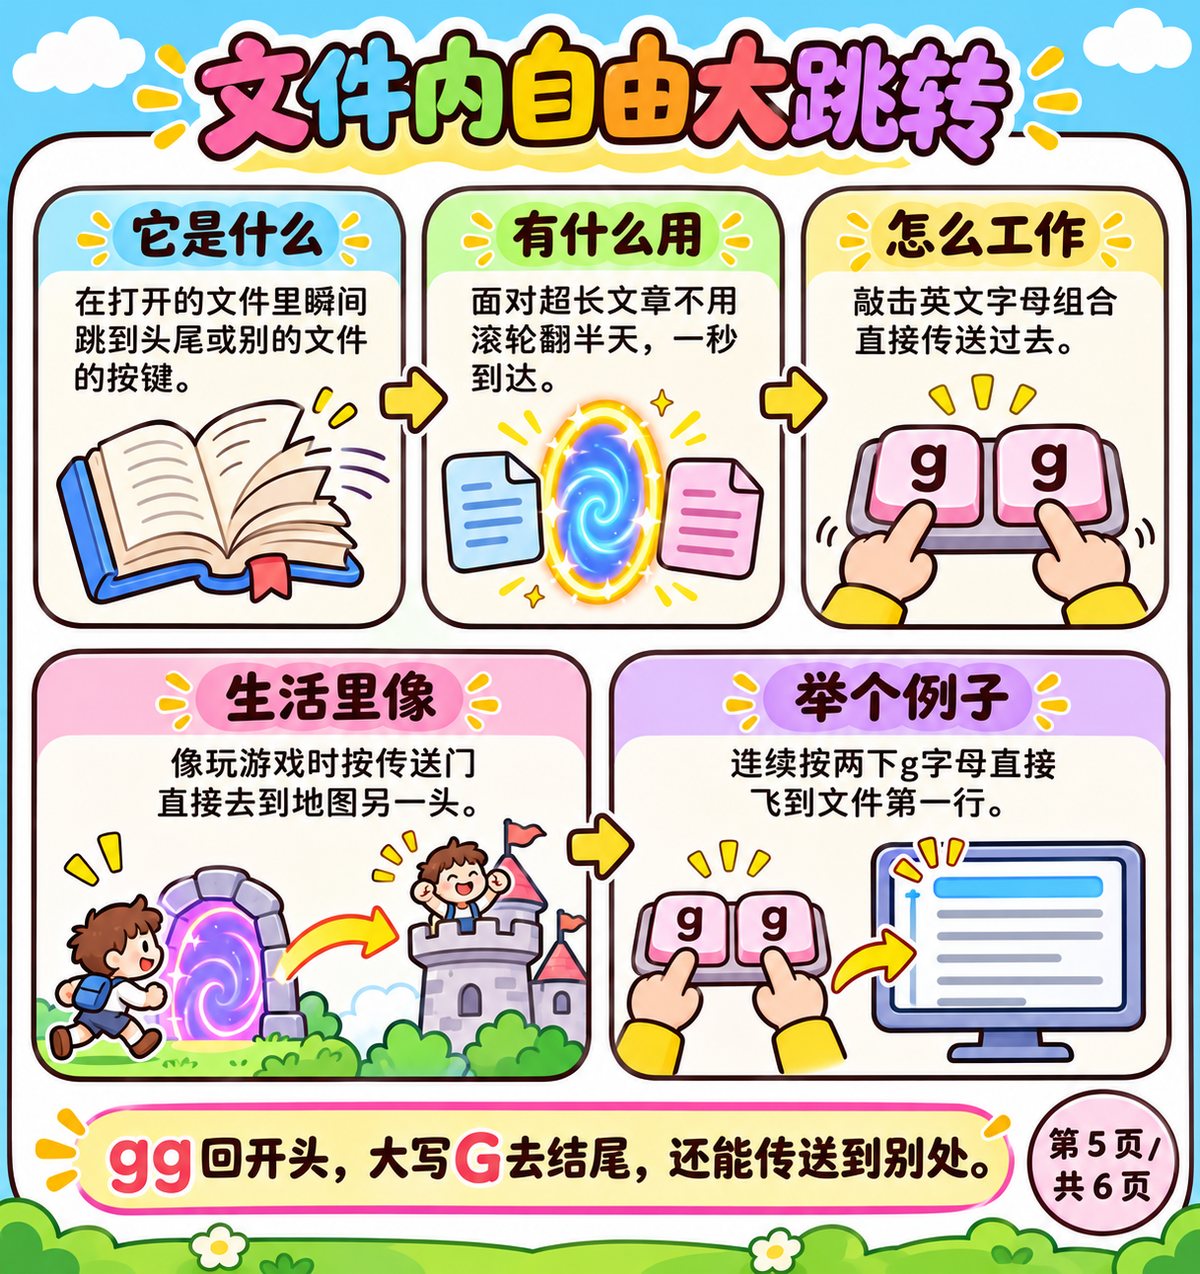 文件内自由大跳转
它是什么
在打开的文件里瞬间
跳到头尾或别的文件
的按键。
有什么用
面对超长文章不用
滚轮翻半天，一秒
到达。
怎么工作
敲击英文字母组合
直接传送过去。
g g
生活里像
像玩游戏时按传送门
直接去到地图另一头。
举个例子
连续按两下g字母直接
飞到文件第一行。
g g
gg回开头，大写G去结尾，还能传送到别处。
第5页/
共6页